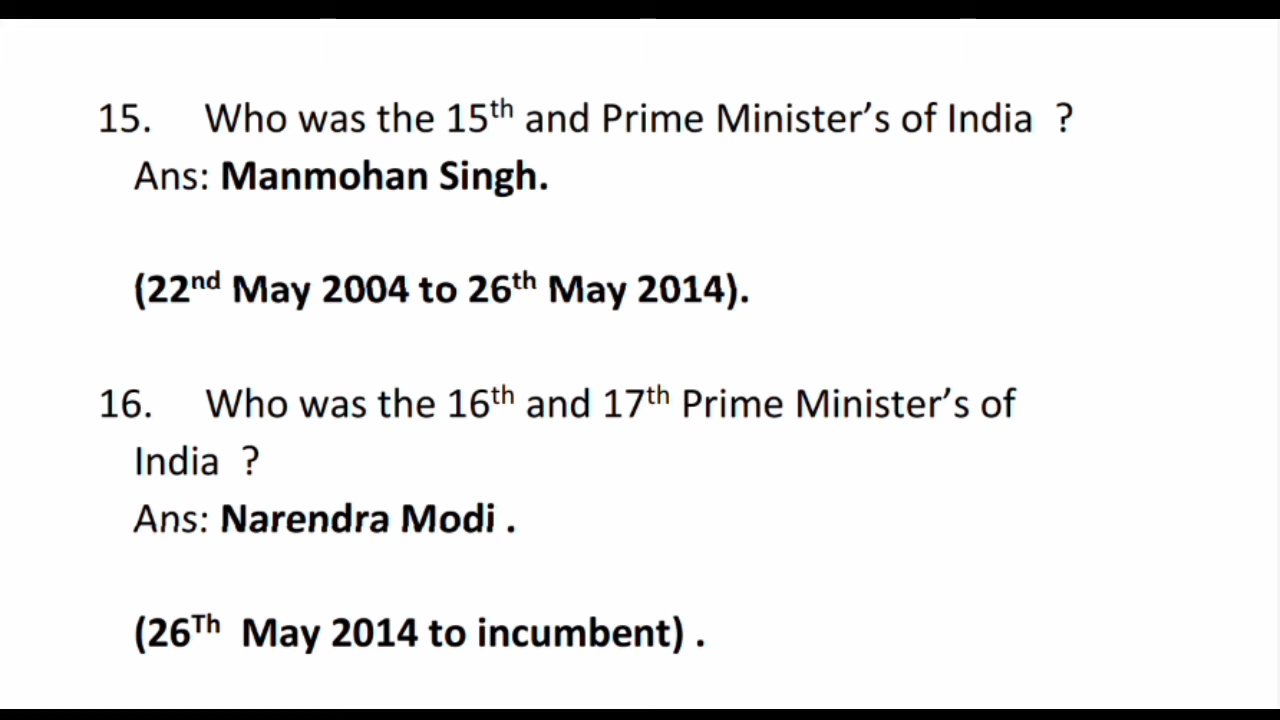 15. Who was the 15th and Prime Minister’s of India ?
Ans: Manmohan Singh.
(22nd May 2004 to 26th May 2014).
16. Who was the 16th and 17th Prime Minister’s of
India ?
Ans: Narendra Modi .
(26Th May 2014 to incumbent) .